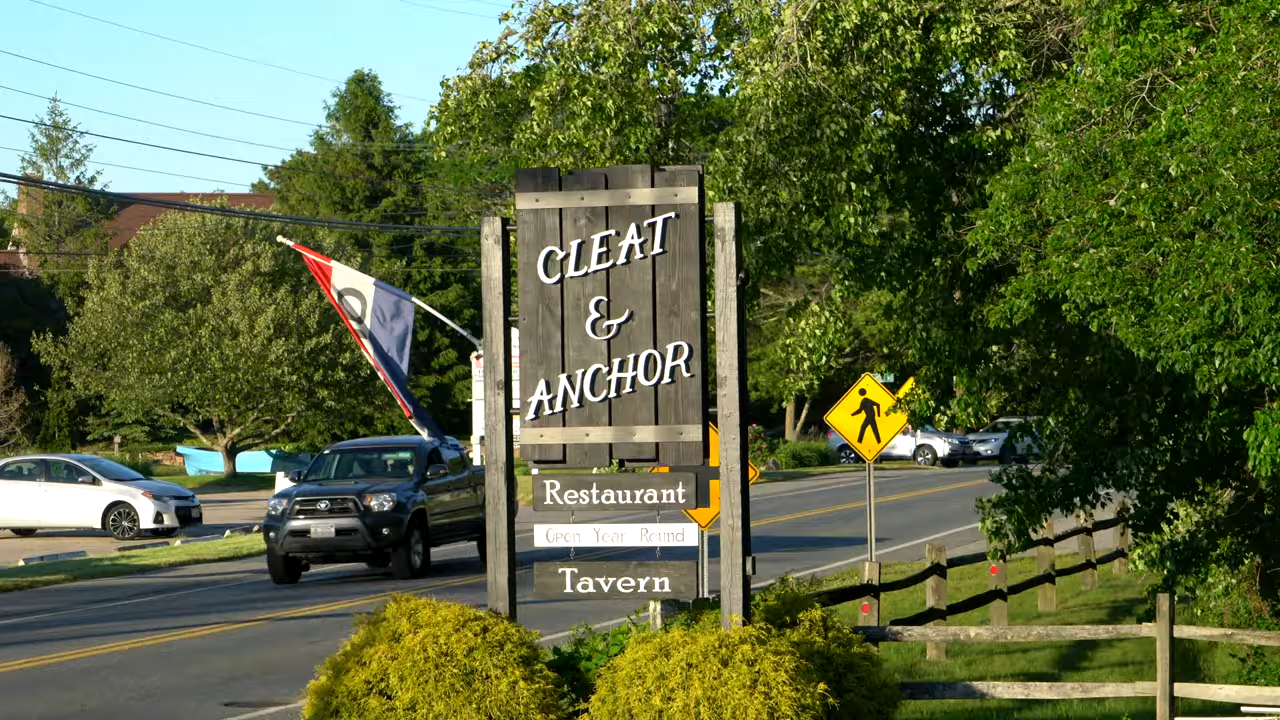 CLEAT
&
ANCHOR
Restaurant
Open Year Round
Tavern